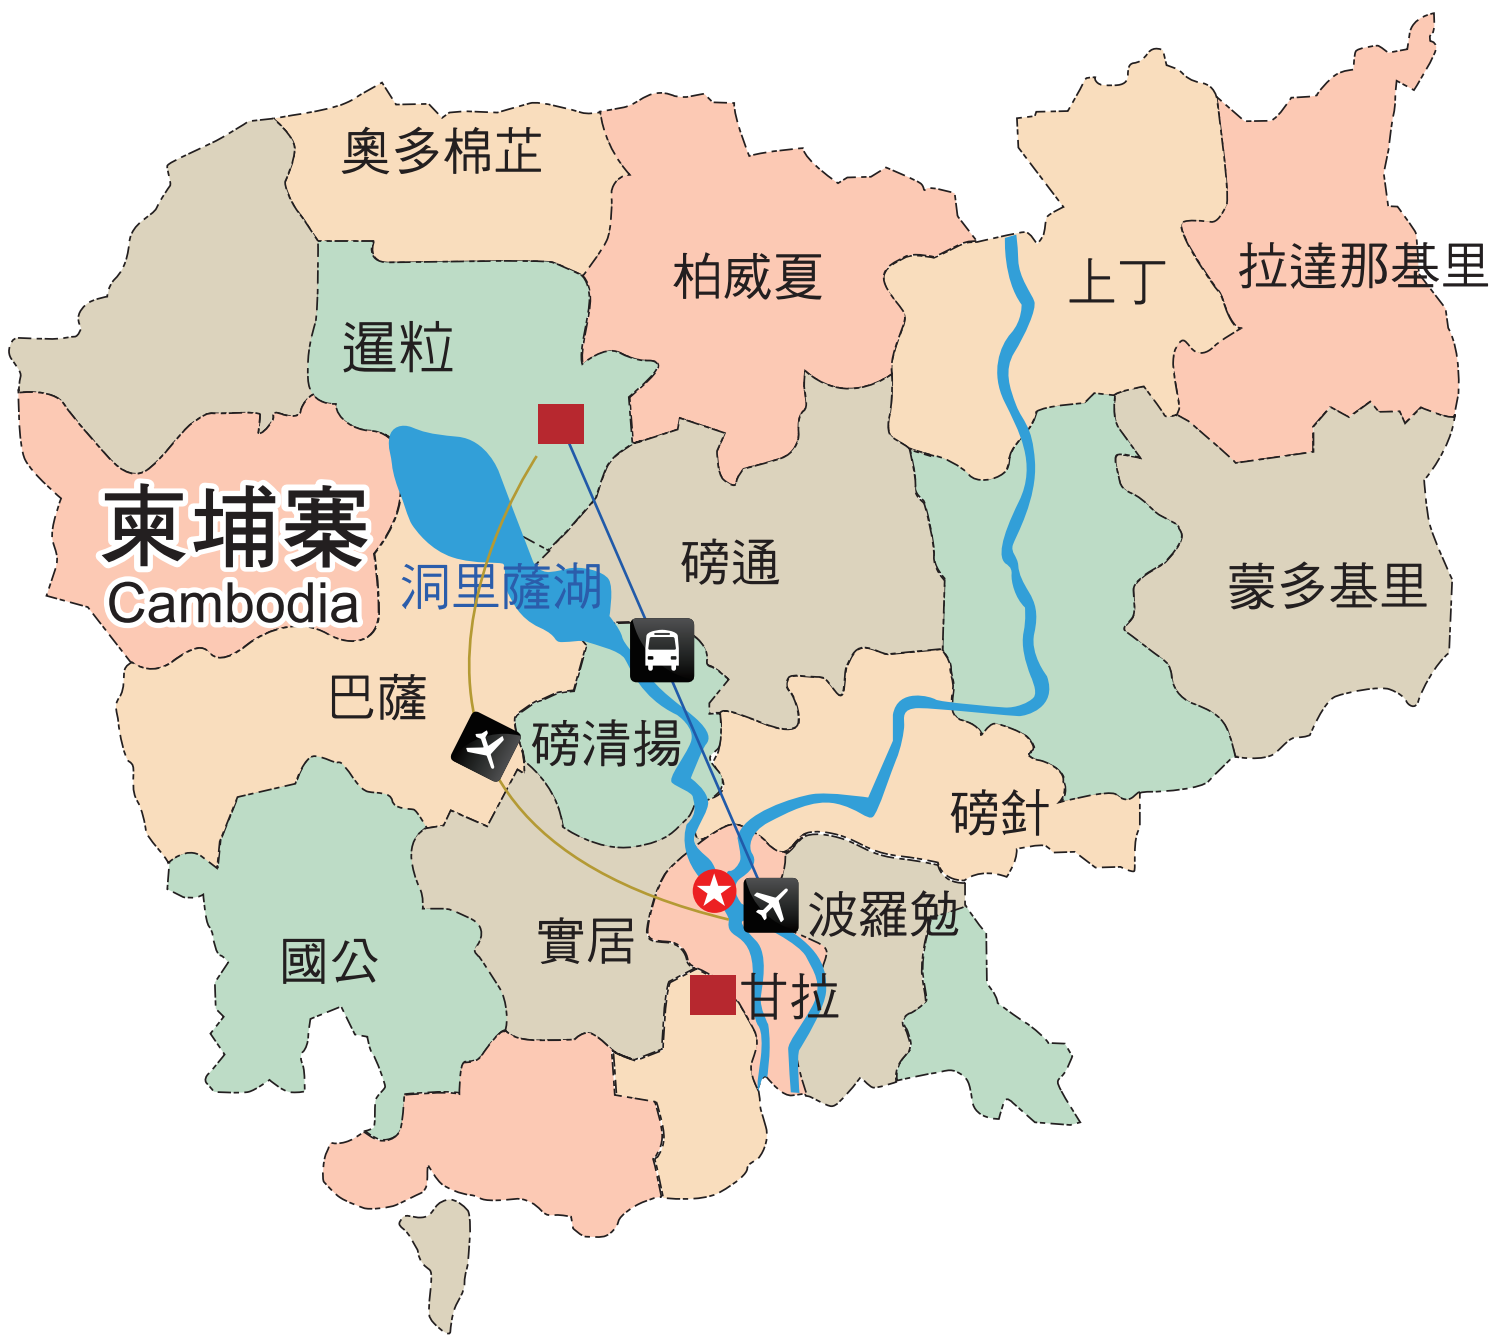 奧多棉芷
柏威夏
上丁
拉達那基里
暹粒
柬埔寨
Cambodia
洞里薩湖
磅通
蒙多基里
巴薩
磅清揚
磅針
波羅勉
國公
實居
甘拉